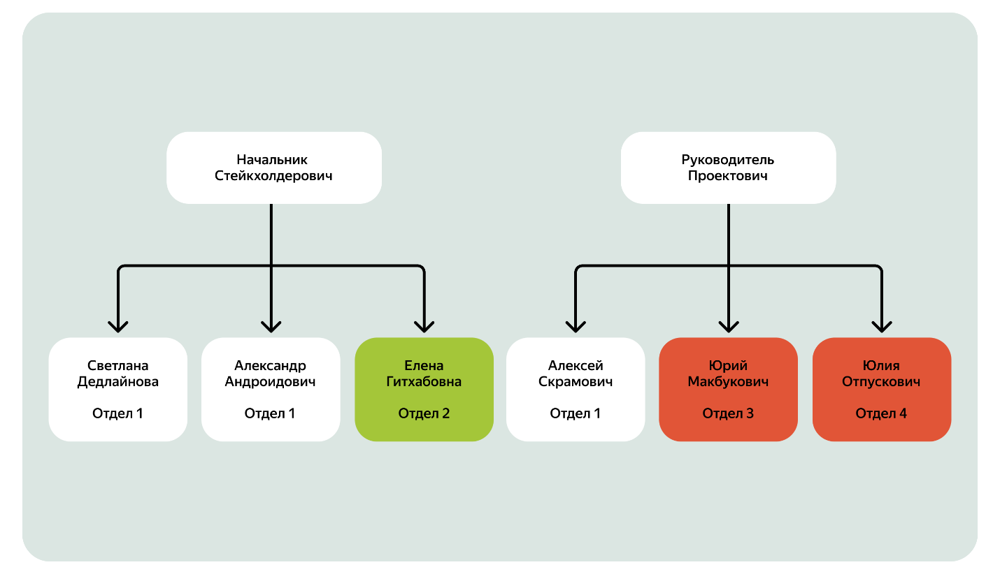 Начальник
Стейкхолдерович
Руководитель
Проектович
Светлана
Дедлайнова
Отдел 1
Александр
Андроидович
Отдел 1
Елена
Гитхабовна
Отдел 2
Алексей
Скрамович
Отдел 1
Юрий
Макбукович
Отдел 3
Юлия
Отпускович
Отдел 4